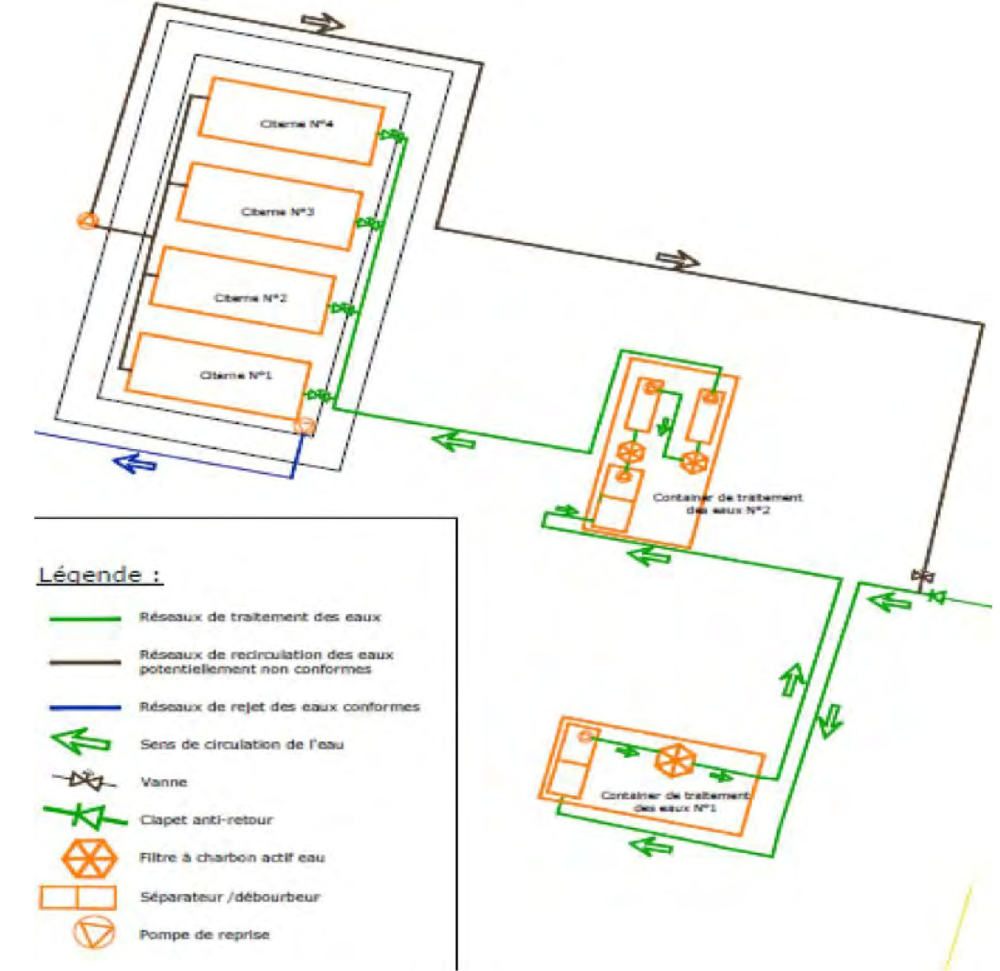 Citerne N°4
Citerne N°3
Citerne N°2
Citerne N°1
Container de traitement
des eaux N°2
Container de traitement
des eaux N°1
Légende :
Réseaux de traitement des eaux
Réseaux de recirculation des eaux
potentiellement non conformes
Réseaux de rejet des eaux conformes
Sens de circulation de l'eau
Vanne
Clapet anti-retour
Filtre à charbon actif eau
Séparateur /débourbeur
Pompe de reprise